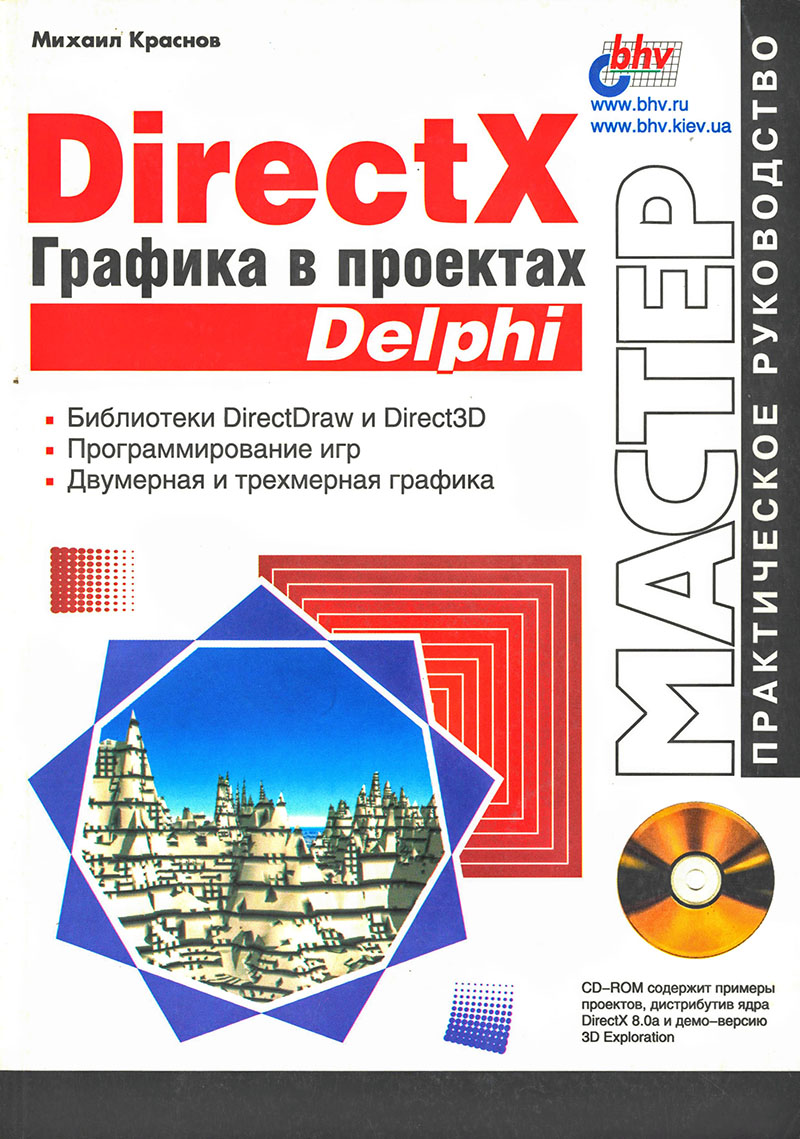 Михаил Краснов
bhv
www.bhv.ru
www.bhv.kiev.ua
DirectX
Графика в проектах
Delphi
Библиотеки DirectDraw и Direct3D
Программирование игр
Двумерная и трехмерная графика
МАСТЕР
ПРАКТИЧЕСКОЕ РУКОВОДСТВО
CD-ROM содержит примеры
проектов, дистрибутив ядра
DirectX 8.0a и демо-версию
3D Exploration